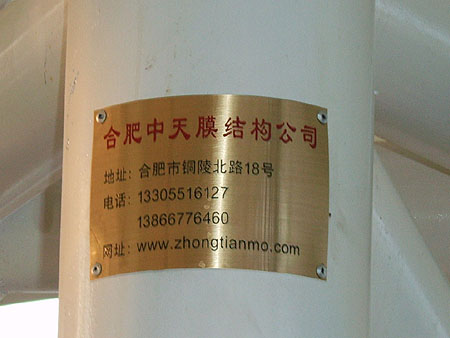 合肥中天膜结构公司
地址：合肥市铜陵北路18号
电话：13305516127
13866776460
网址：www.zhongtianmo.com